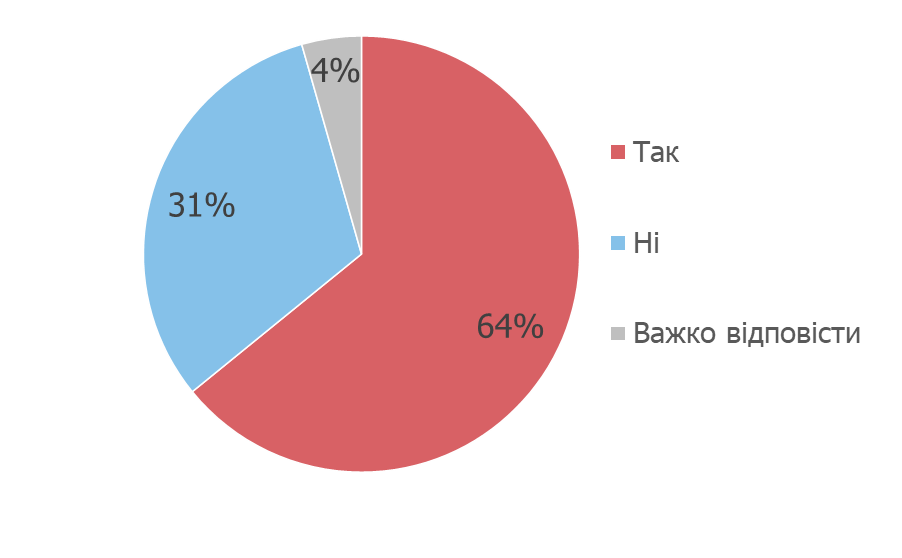 4%
31%
64%
Так
Ні
Важко відповісти